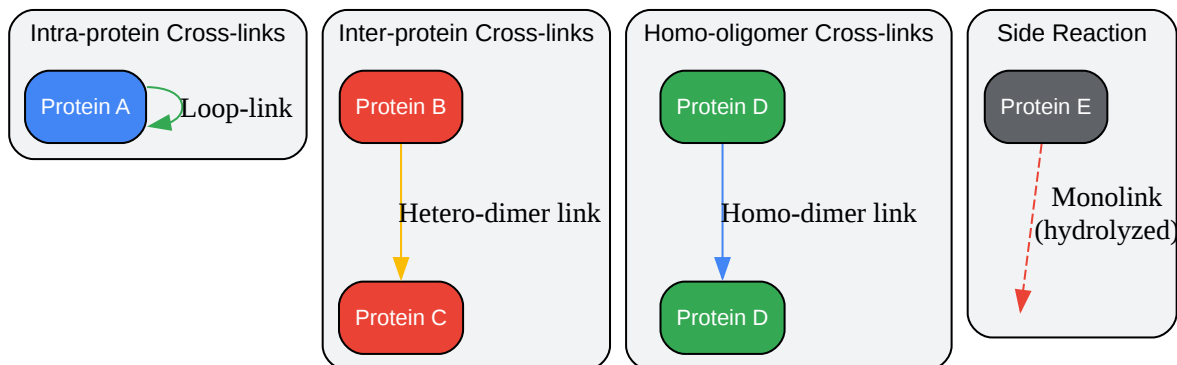 Intra-protein Cross-links
Protein A
Loop-link
Inter-protein Cross-links
Protein B
Hetero-dimer link
Protein C
Homo-oligomer Cross-links
Protein D
Homo-dimer link
Protein D
Side Reaction
Protein E
Monolink
(hydrolyzed)